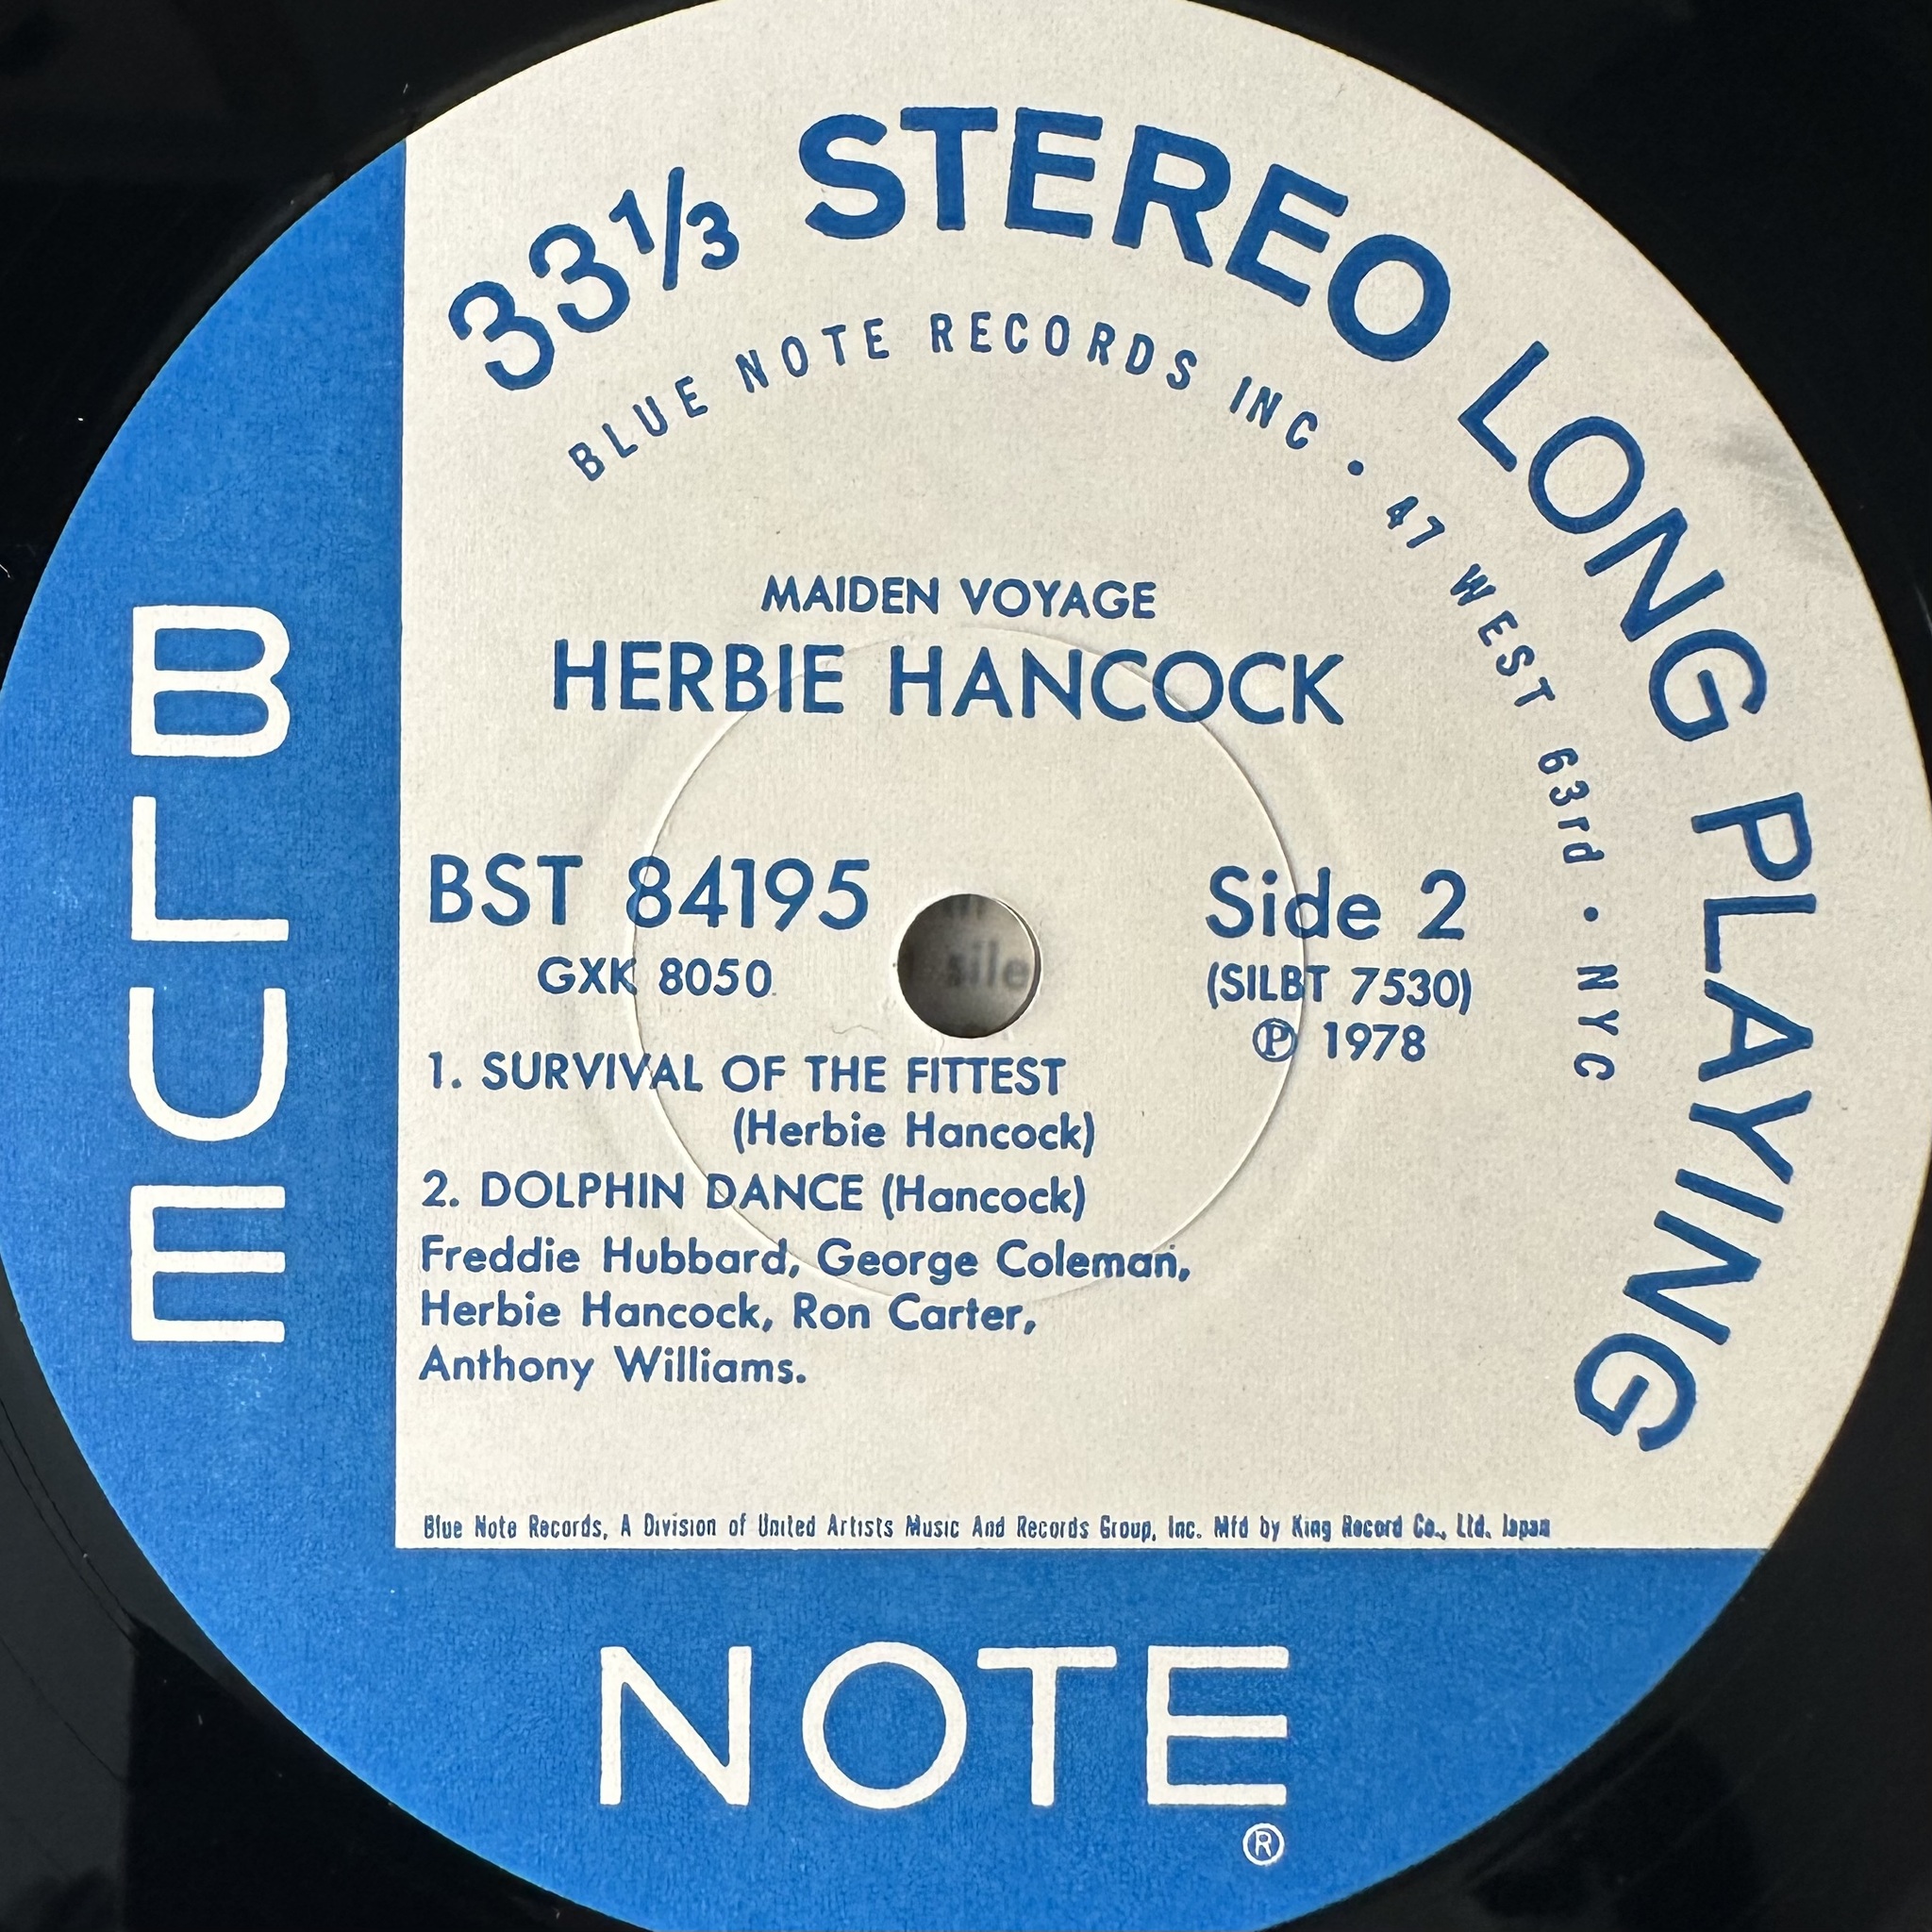 33⅓ STEREO LONG PLAYING
BLUE NOTE RECORDS INC • 47 WEST 63rd • NYC
MAIDEN VOYAGE
HERBIE HANCOCK
BST 84195
GXK 8050
Side 2
(SILBT 7530)
℗ 1978
sile
1. SURVIVAL OF THE FITTEST
(Herbie Hancock)
2. DOLPHIN DANCE (Hancock)
Freddie Hubbard, George Coleman,
Herbie Hancock, Ron Carter,
Anthony Williams.
Blue Note Records, A Division of United Artists Music And Records Group, Inc. Mfd by King Record Co., Ltd. Japan
BLUE
NOTE
®